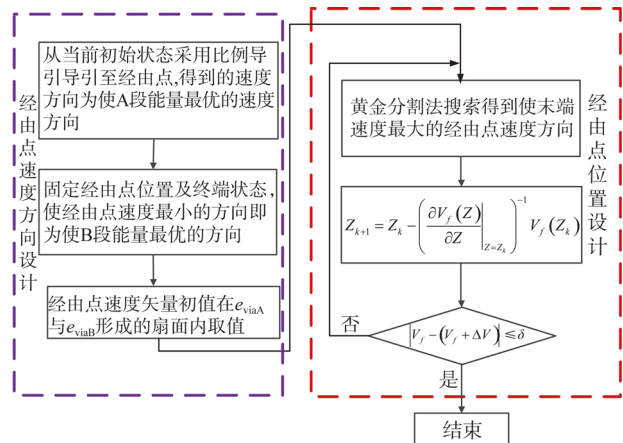 经由点速度方向设计
从当前初始状态采用比例导
引导引至经由点,得到的速度
方向为使A段能量最优的速度
方向
固定经由点位置及终端状态,
使经由点速度最小的方向即
为使B段能量最优的方向
经由点速度矢量初值在e_viaA
与e_viaB形成的扇面内取值
黄金分割法搜索得到使末端
速度最大的经由点速度方向
Z_{k+1} = Z_k - (∂V_f(Z)/∂Z |_{Z=Z_k})^{-1} V_f(Z_k)
|V_f-(V_f+ΔV)|≤δ
否
是
结束
经由点位置设计